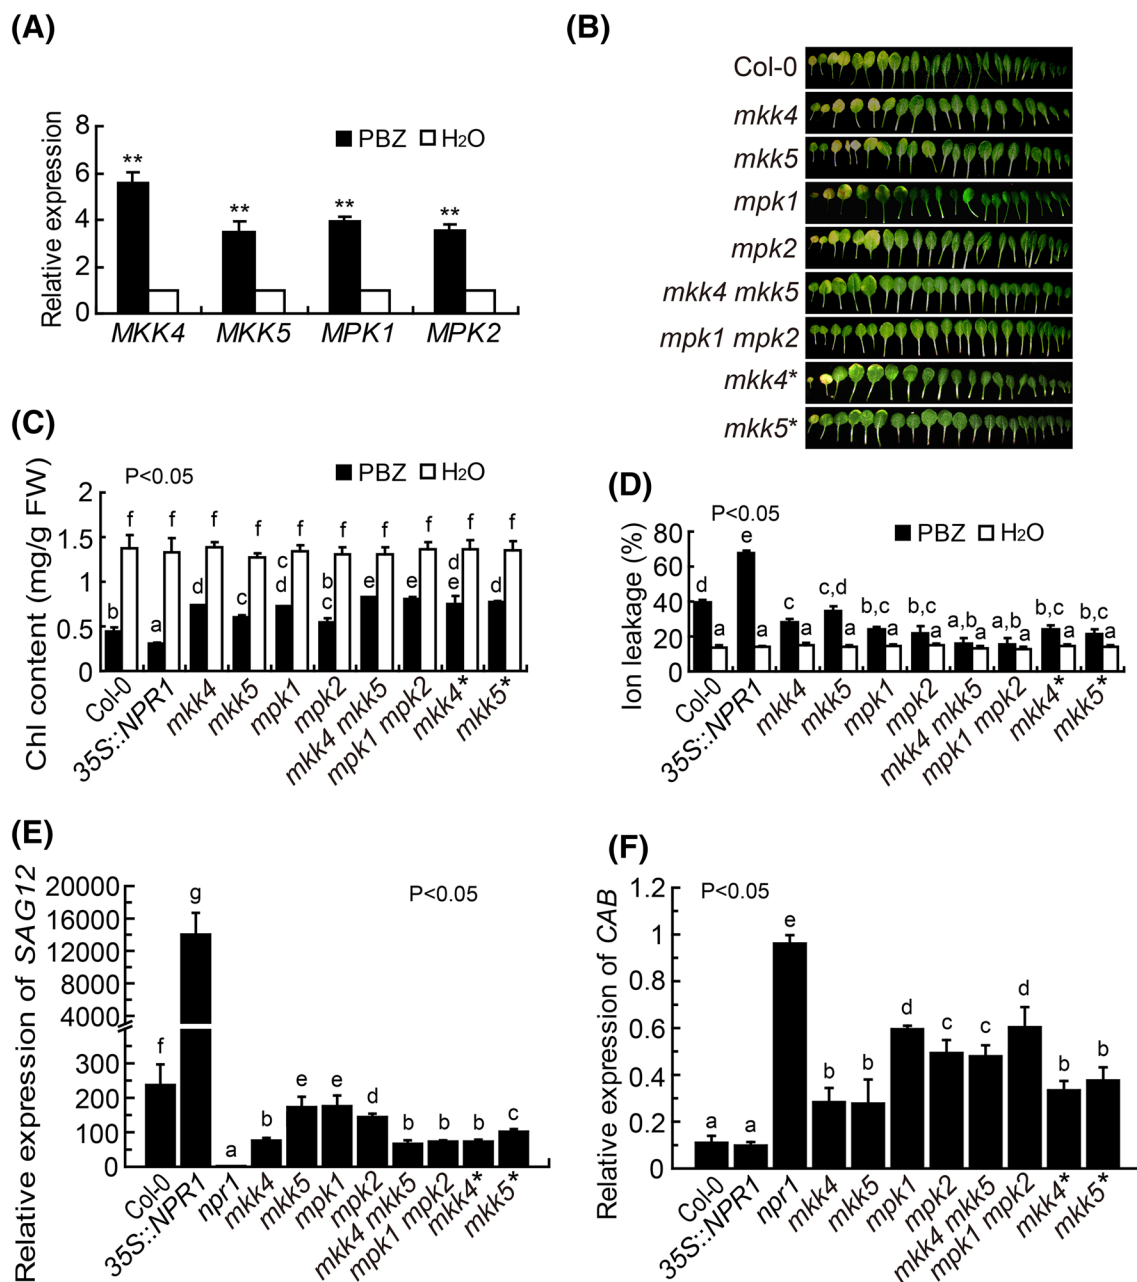 (A)
PBZ H2O
Relative expression
8
6
4
2
0
** ** ** **
MKK4 MKK5 MPK1 MPK2
(B)
Col-0
mkk4
mkk5
mpk1
mpk2
mkk4 mkk5
mpk1 mpk2
mkk4*
mkk5*
(C)
PBZ H2O
P<0.05
Chl content (mg/g FW)
2
1.5
1
0.5
0
b f a f d f c f c d f b c f e f e f d e f d f
Col-0 35S::NPR1 mkk4 mkk5 mpk1 mpk2 mkk4 mkk5 mpk1 mpk2 mkk4* mkk5*
(D)
P<0.05
PBZ H2O
Ion leakage (%)
80
60
40
20
0
d a e a c a c,d a b,c a b,c a a,b a a,b a b,c a b,c a
Col-0 35S::NPR1 mkk4 mkk5 mpk1 mpk2 mkk4 mkk5 mpk1 mpk2 mkk4* mkk5*
(E)
P<0.05
Relative expression of SAG12
20000
16000
14000
12000
8000
4000
300
200
100
0
f g a b e e d b b b c
Col-0 35S::NPR1 npr1 mkk4 mkk5 mpk1 mpk2 mkk4 mkk5 mpk1 mpk2 mkk4* mkk5*
(F)
P<0.05
Relative expression of CAB
1.2
1
0.8
0.6
0.4
0.2
0
a a e b b d c c d b b
Col-0 35S::NPR1 npr1 mkk4 mkk5 mpk1 mpk2 mkk4 mkk5 mpk1 mpk2 mkk4* mkk5*